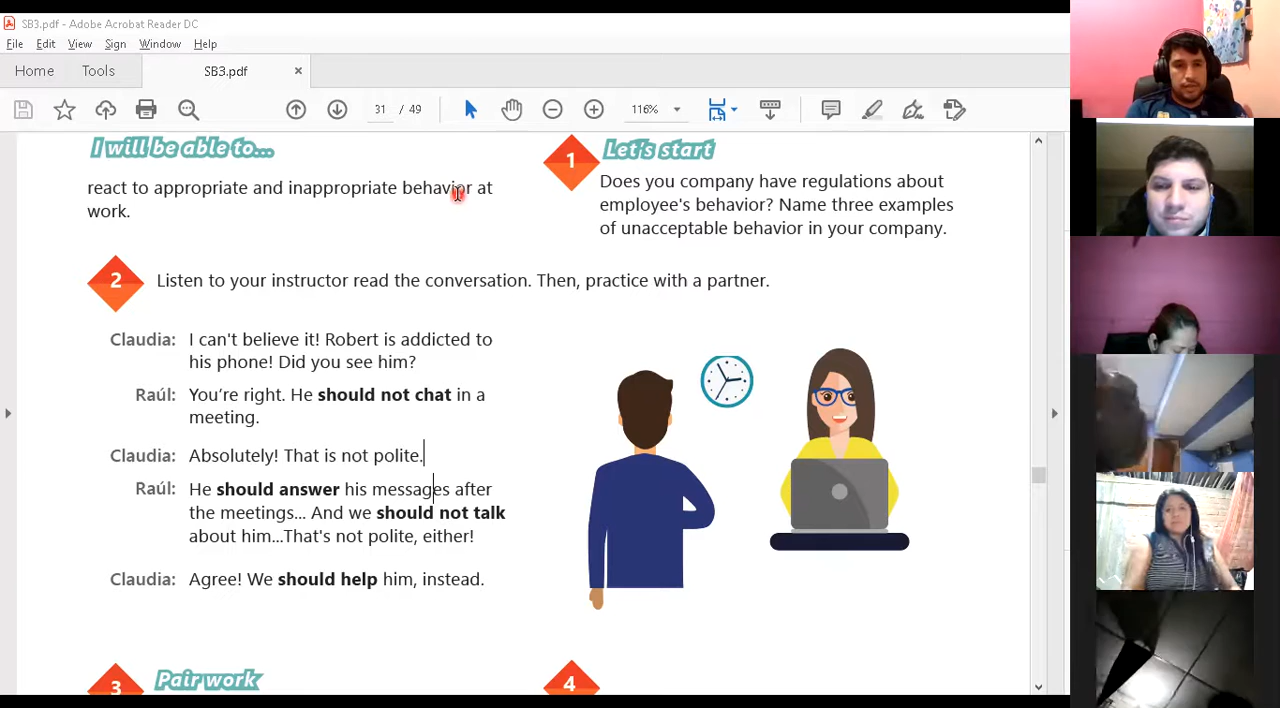 SB3.pdf - Adobe Acrobat Reader DC
File Edit View Sign Window Help
Home Tools SB3.pdf ×
31 / 49 116%
I will be able to...
react to appropriate and inappropriate behavior at
work.
1 Let's start
Does you company have regulations about
employee's behavior? Name three examples
of unacceptable behavior in your company.
2 Listen to your instructor read the conversation. Then, practice with a partner.
Claudia: I can't believe it! Robert is addicted to
his phone! Did you see him?
Raúl: You're right. He should not chat in a
meeting.
Claudia: Absolutely! That is not polite.
Raúl: He should answer his messages after
the meetings... And we should not talk
about him...That's not polite, either!
Claudia: Agree! We should help him, instead.
3 Pair work
4